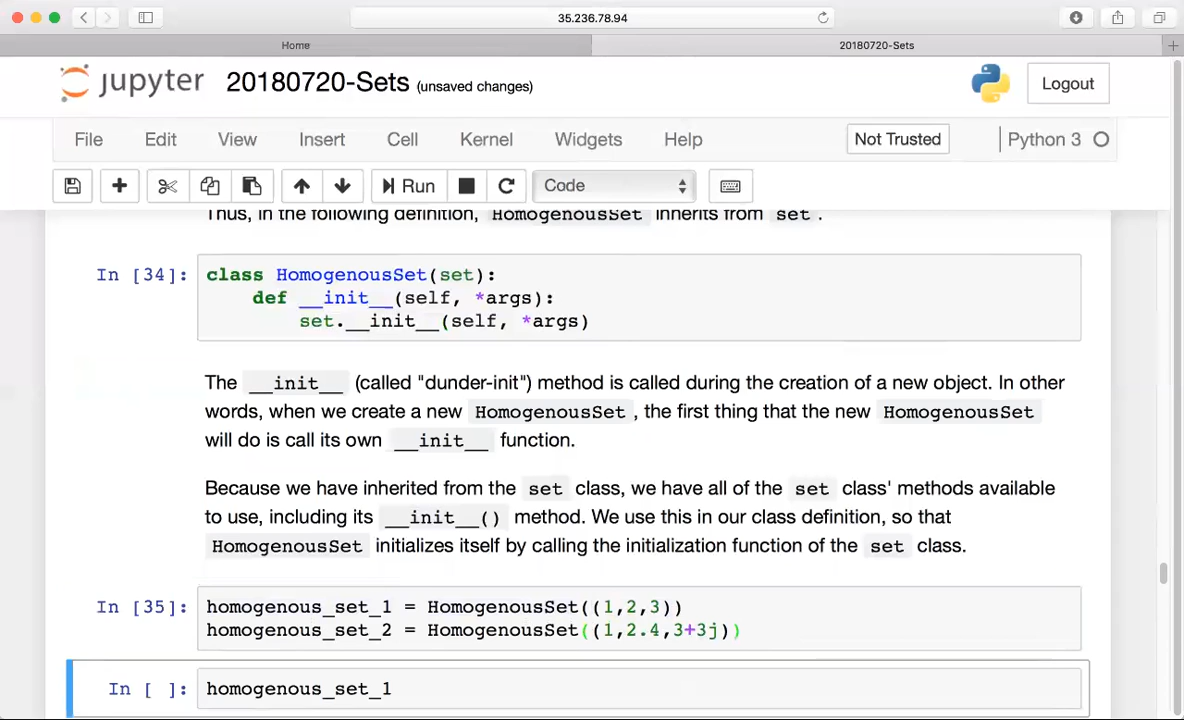 35.236.78.94
Home
20180720-Sets
jupyter 20180720-Sets (unsaved changes)
Logout
File Edit View Insert Cell Kernel Widgets Help
Not Trusted
Python 3
Run
Code
Thus, in the following definition, HomogenousSet inherits from set .
In [34]:
class HomogenousSet(set):
    def __init__(self, *args):
        set.__init__(self, *args)
The __init__ (called "dunder-init") method is called during the creation of a new object. In other
words, when we create a new HomogenousSet , the first thing that the new HomogenousSet
will do is call its own __init__ function.
Because we have inherited from the set class, we have all of the set class' methods available
to use, including its __init__() method. We use this in our class definition, so that
HomogenousSet initializes itself by calling the initialization function of the set class.
In [35]:
homogenous_set_1 = HomogenousSet((1,2,3))
homogenous_set_2 = HomogenousSet((1,2.4,3+3j))
In [ ]:
homogenous_set_1